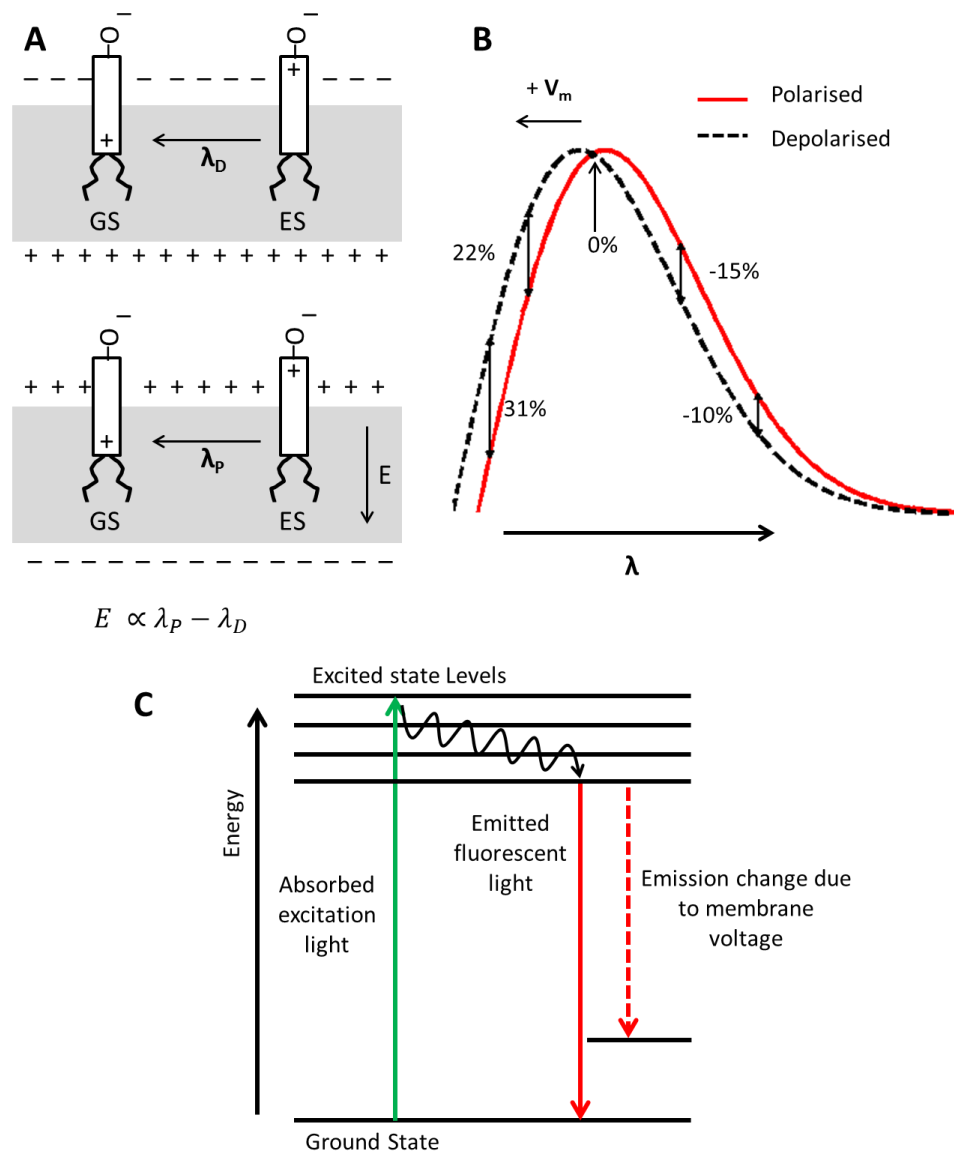 A
O
−
O
−
− − − − − − − − − − − − −
+
+
λD
GS
ES
+ + + + + + + + + + + + + + +
O
−
O
−
+ + + + + + + + + + + + +
+
+
λP
E
GS
ES
− − − − − − − − − − − − − − − − −
E ∝ λP − λD
B
+ Vm
Polarised
Depolarised
22%
0%
-15%
31%
-10%
λ
C
Excited state Levels
Energy
Absorbed
excitation
light
Emitted
fluorescent
light
Emission change due
to membrane
voltage
Ground State